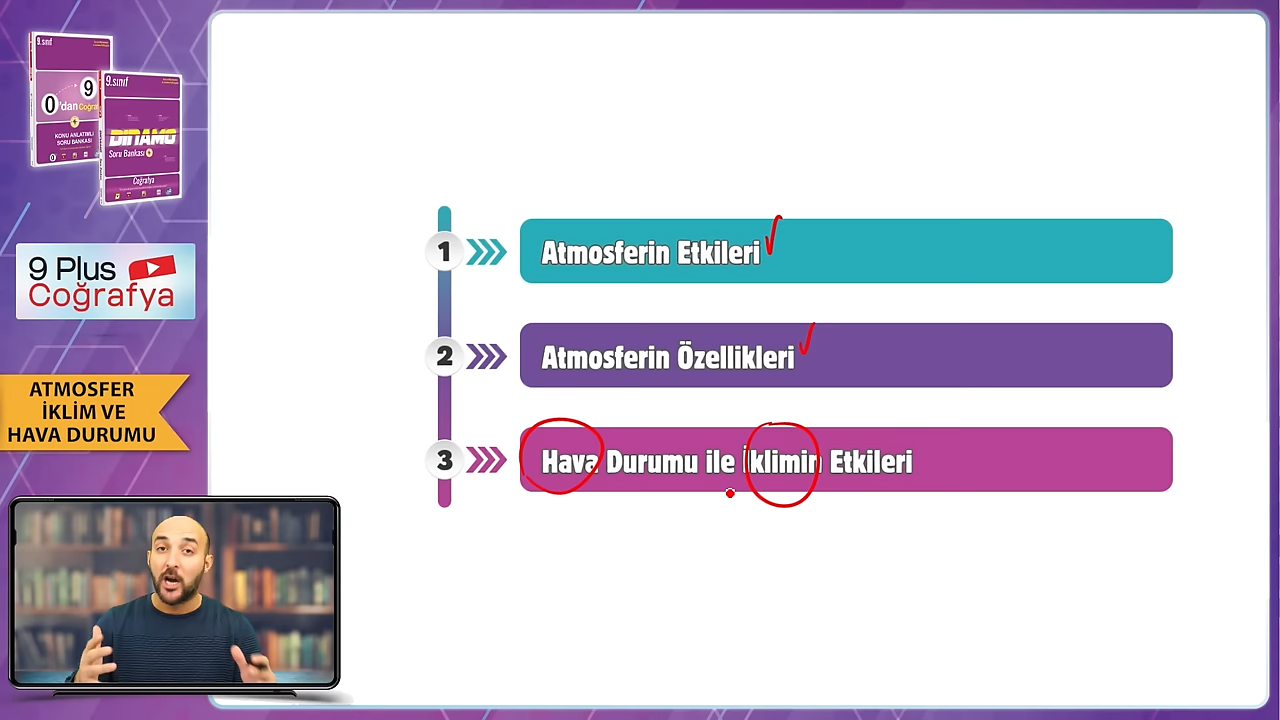 9.sınıf
0'dan 9
Coğrafya
KONU ANLATIMLI
SORU BANKASI
9.sınıf
DİNAMO
Soru Bankası
Coğrafya
9 Plus
Coğrafya
ATMOSFER
İKLİM VE
HAVA DURUMU
1 Atmosferin Etkileri
2 Atmosferin Özellikleri
3 Hava Durumu ile İklimin Etkileri